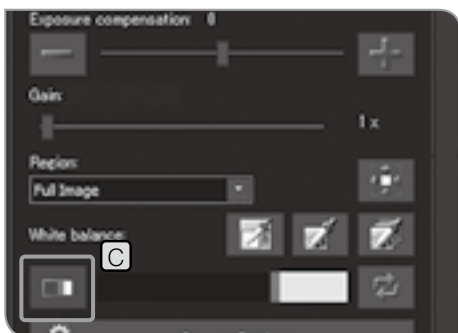 Exposure compensation: 0
Gain:
1 x
Region:
Full Image
White balance:
C